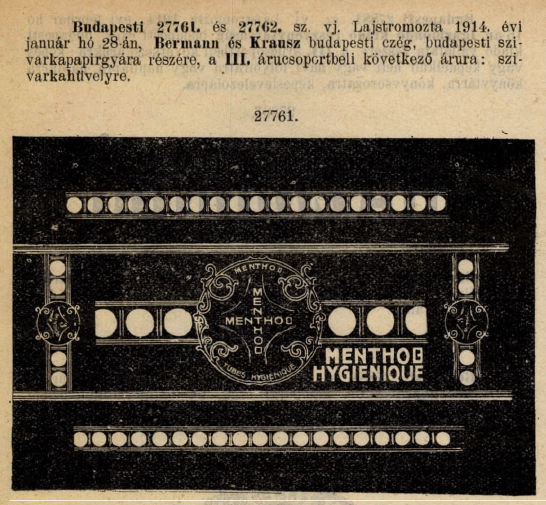 Budapesti 27761. és 27762. sz. vj. Lajstromozta 1914. évi
január hó 28-án, Bermann és Krausz budapesti czég, budapesti szi-
varkapapirgyára részére, a III. árucsoportbeli következő árura: szi-
varkahüvelyre.
27761.
MENTHOL
MENTHOL
MENTHOL
TUBES HYGIENIQUE
MENTHOL
HYGIENIQUE